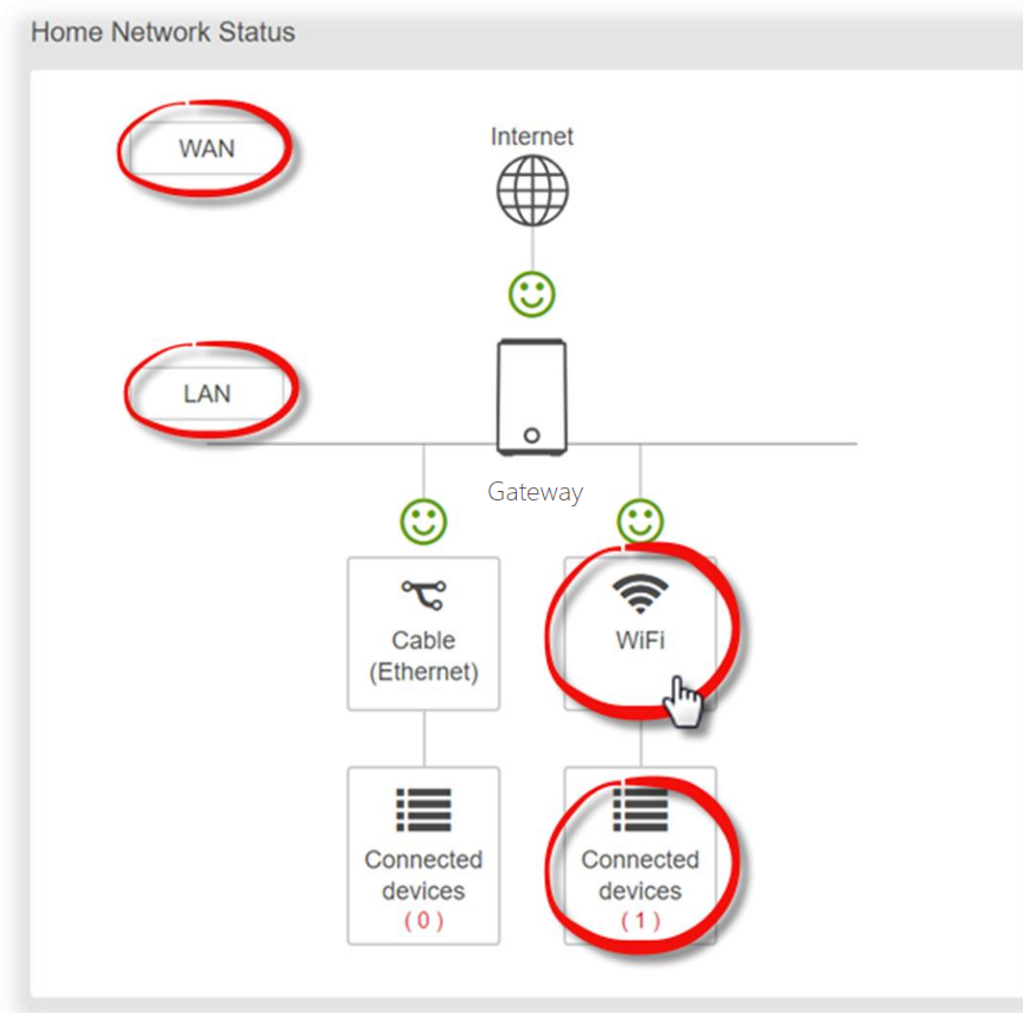 Home Network Status
WAN
Internet
LAN
Gateway
Cable
(Ethernet)
WiFi
Connected
devices
( 0 )
Connected
devices
( 1 )